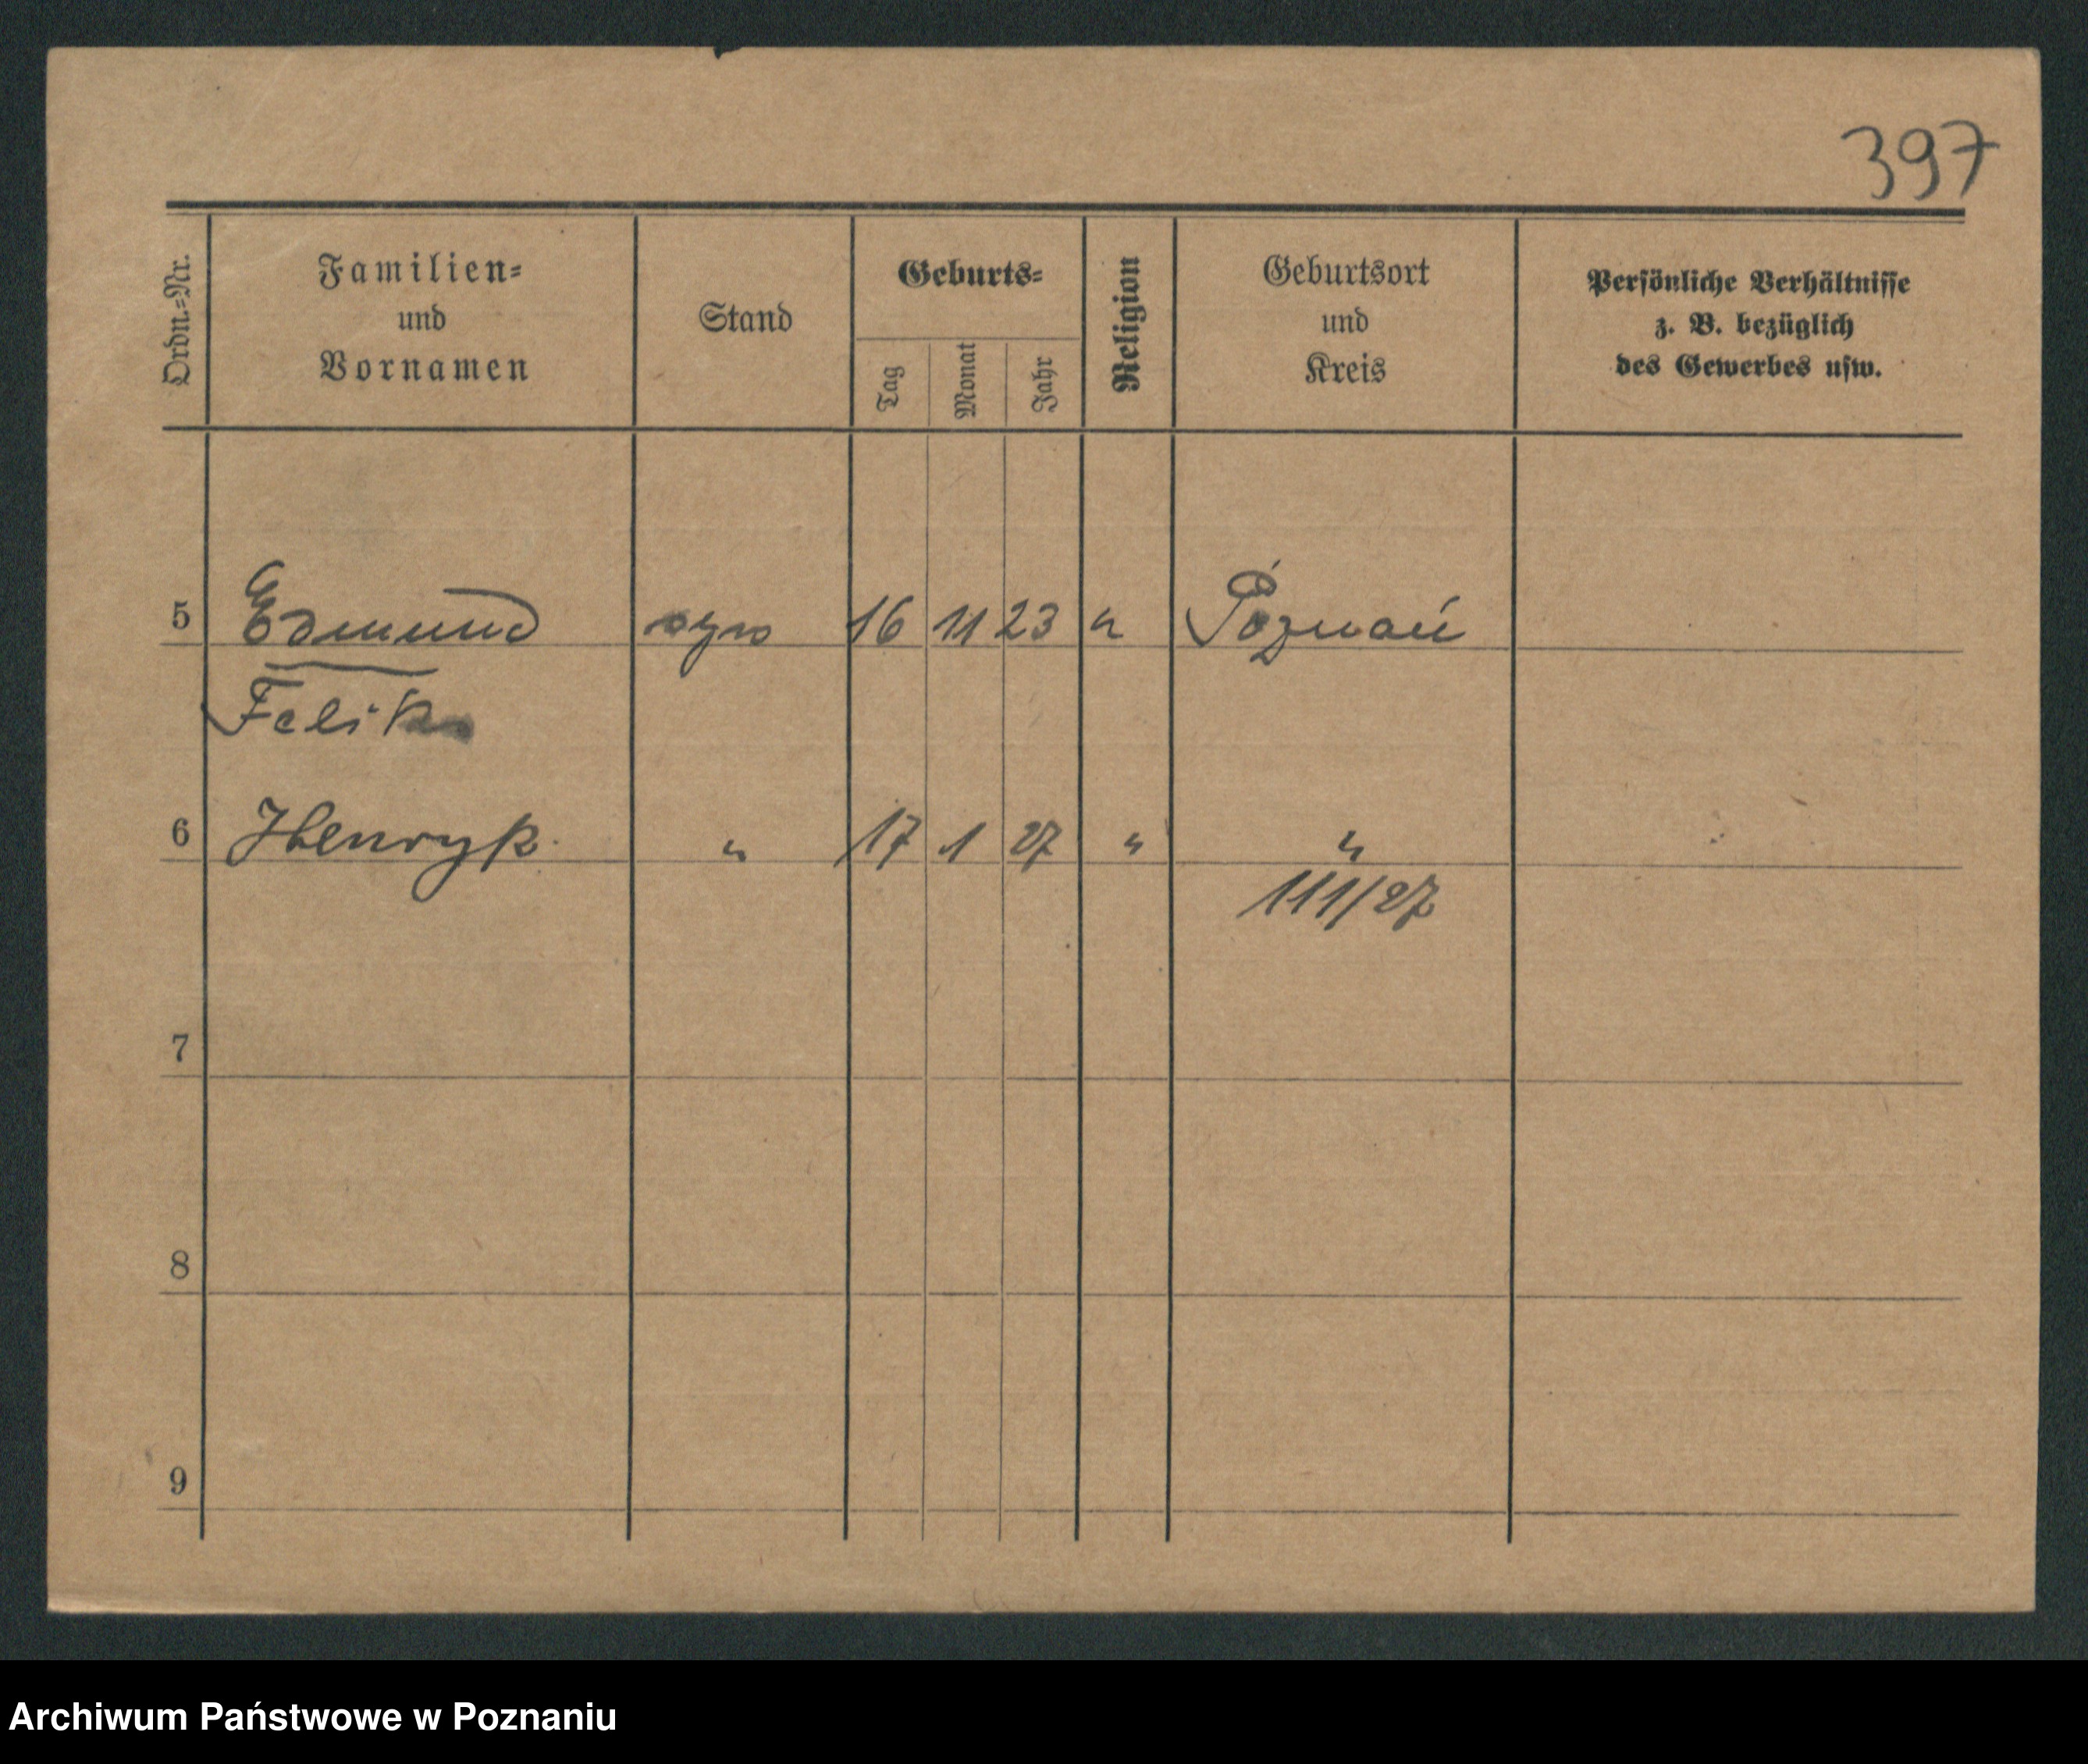 397
Ordn.-Nr.
Familien-
und
Vornamen
Stand
Geburts-
Tag
Monat
Jahr
Religion
Geburtsort
und
Kreis
Persönliche Verhältnisse
z. B. bezüglich
des Gewerbes usw.
5 Edmund syn 16 11 23 " Poznań
Feliks
6 Henryk " 17 1 27 " "
111/27
7
8
9
Archiwum Państwowe w Poznaniu